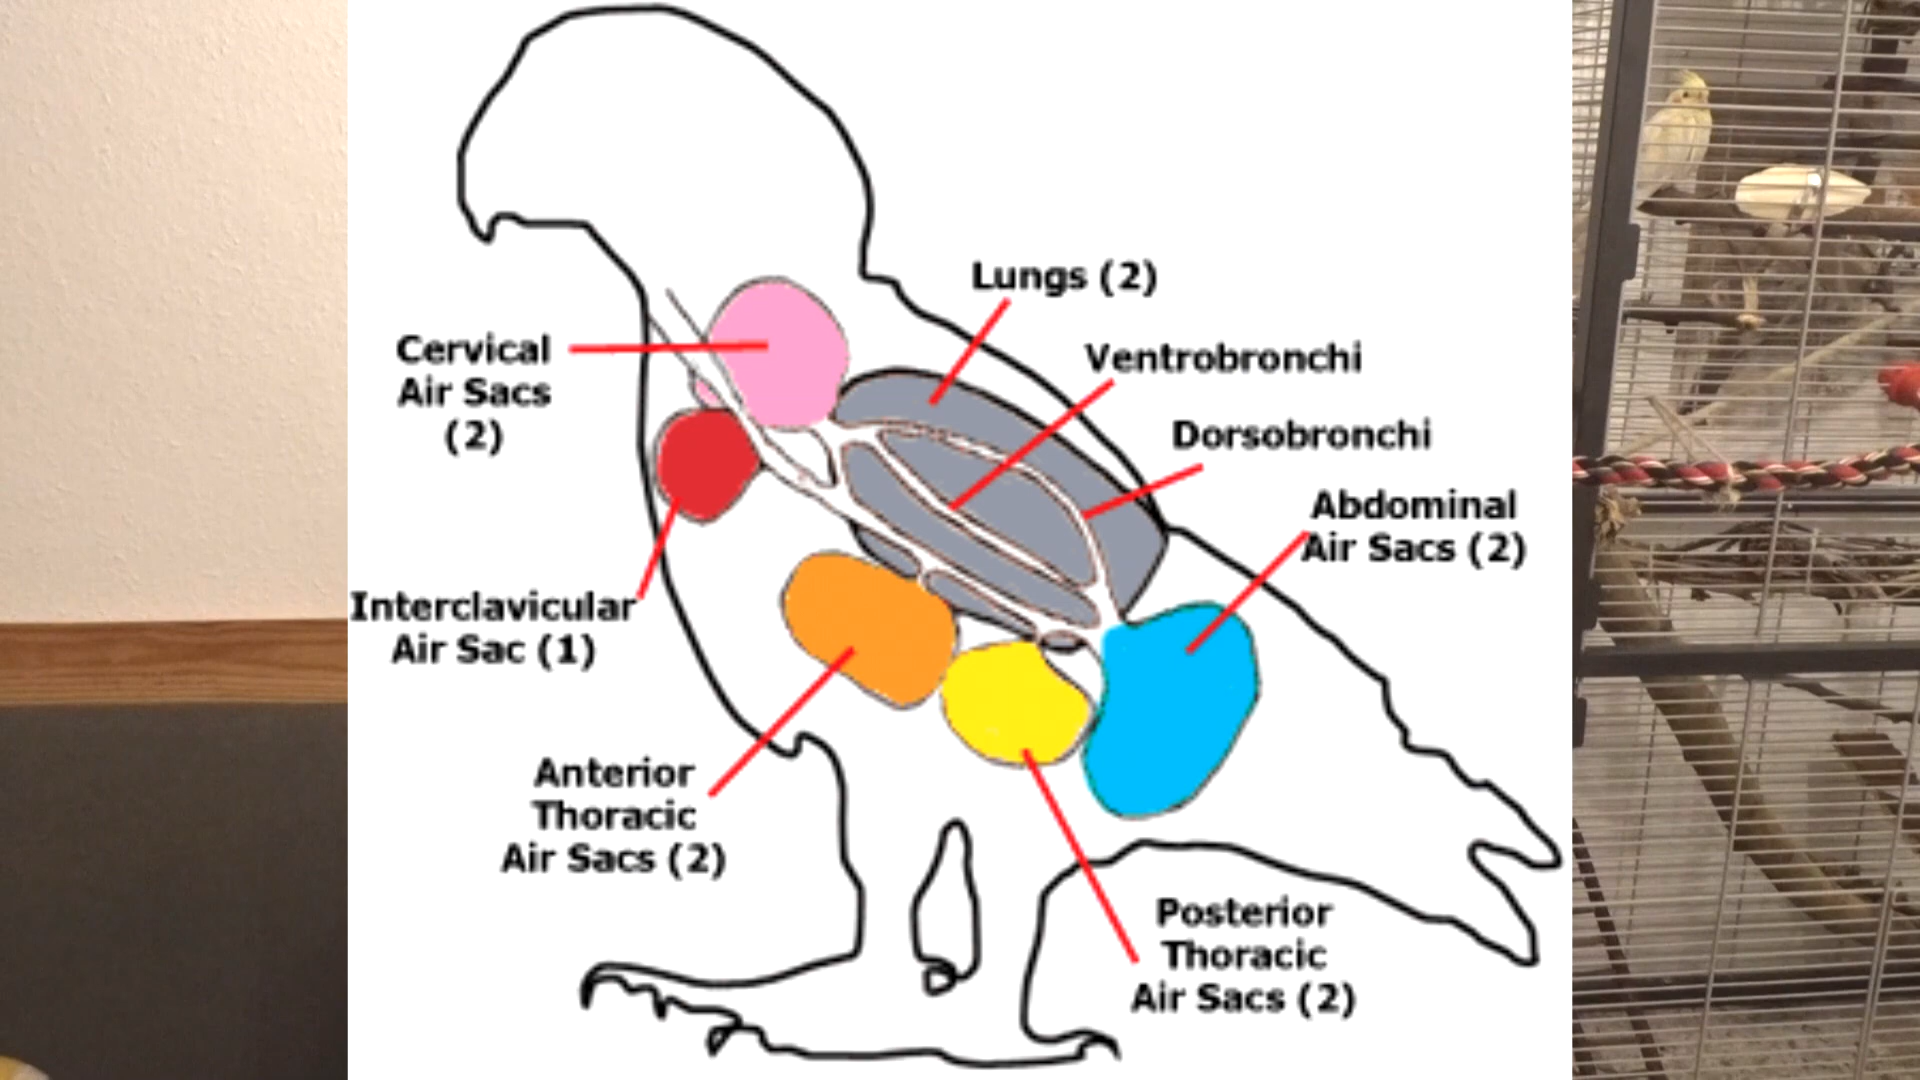 Lungs (2)
Ventrobronchi
Dorsobronchi
Abdominal
Air Sacs (2)
Cervical
Air Sacs
(2)
Interclavicular
Air Sac (1)
Anterior
Thoracic
Air Sacs (2)
Posterior
Thoracic
Air Sacs (2)